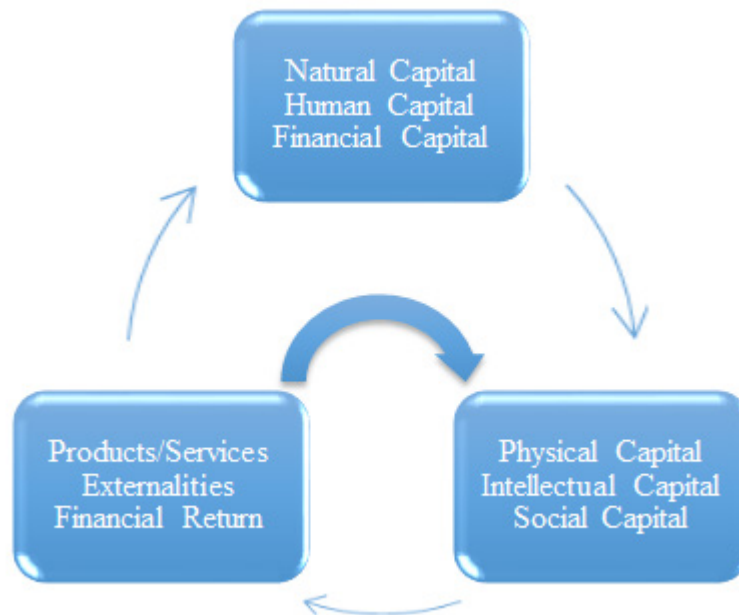 Natural Capital
Human Capital
Financial Capital
Products/Services
Externalities
Financial Return
Physical Capital
Intellectual Capital
Social Capital